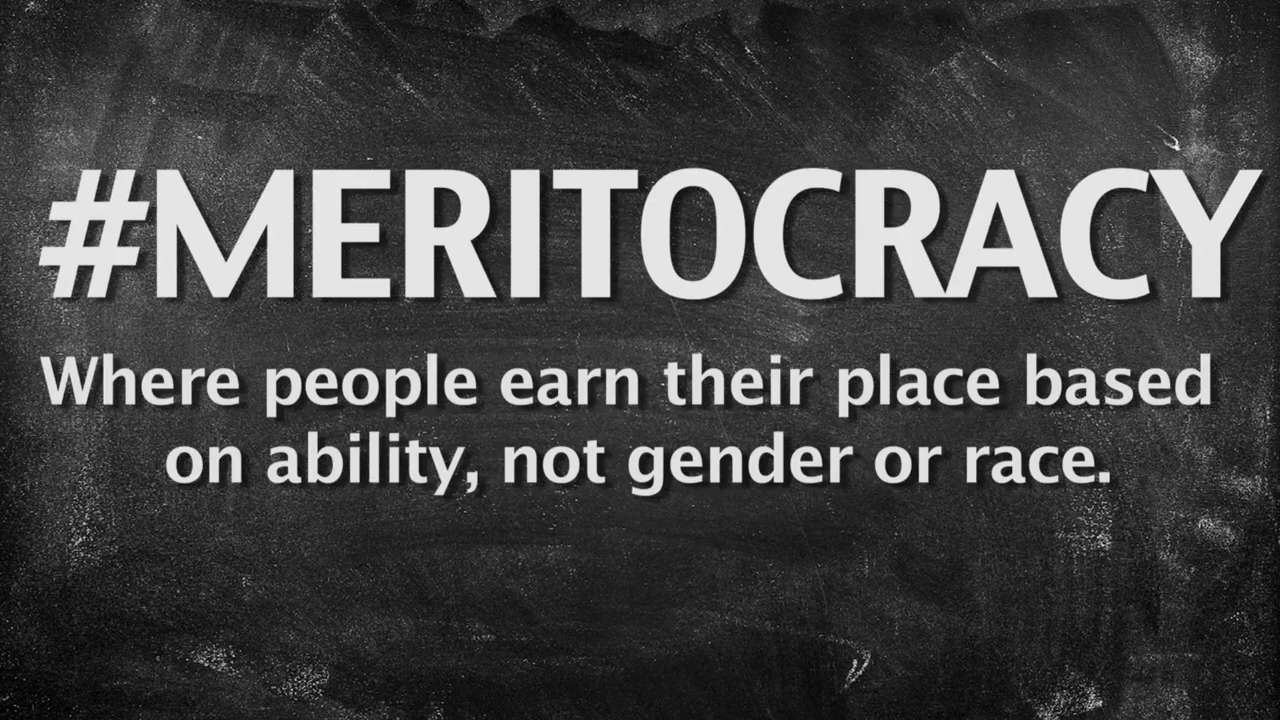 #MERITOCRACY
Where people earn their place based
on ability, not gender or race.